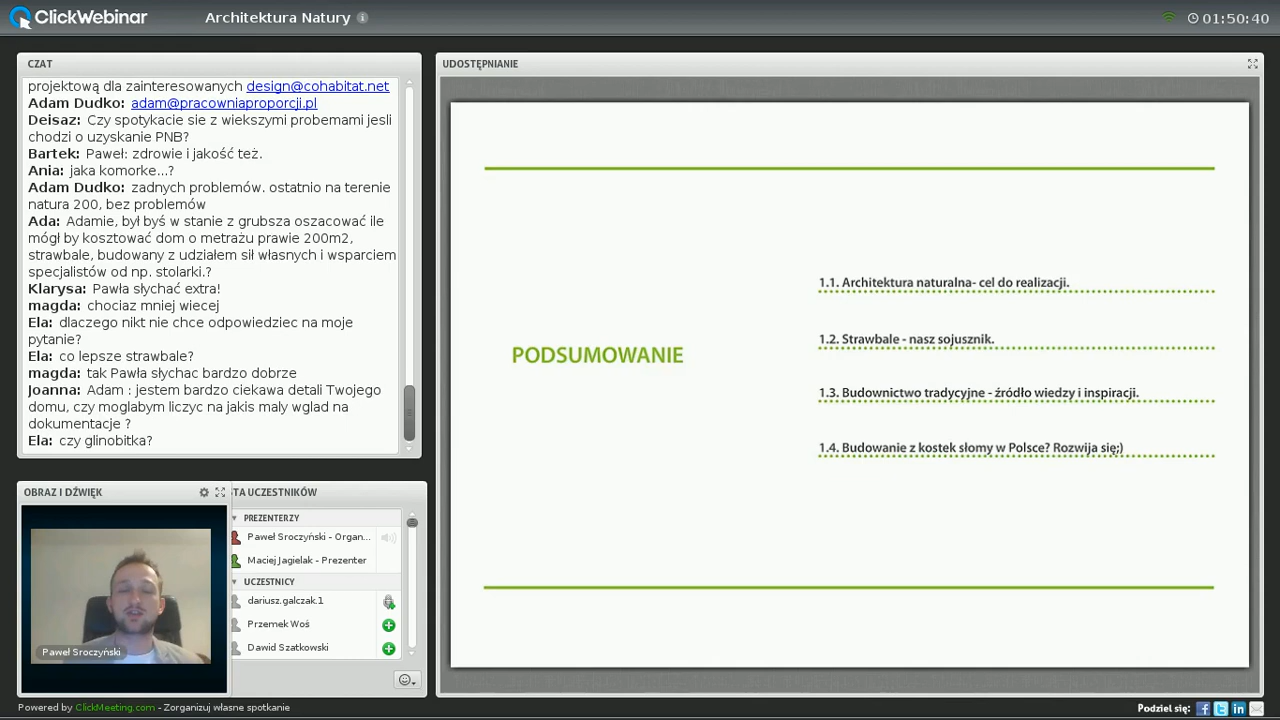 ClickWebinar
Architektura Natury
01:50:40
CZAT
projektową dla zainteresowanych design@cohabitat.net
Adam Dudko: adam@pracowniaproporcji.pl
Deisaz: Czy spotykacie sie z wiekszymi probemami jesli
chodzi o uzyskanie PNB?
Bartek: Paweł: zdrowie i jakość też.
Ania: jaka komorke...?
Adam Dudko: zadnych problemów. ostatnio na terenie
natura 200, bez problemów
Ada: Adamie, był byś w stanie z grubsza oszacować ile
mógł by kosztować dom o metrażu prawie 200m2,
strawbale, budowany z udziałem sił własnych i wsparciem
specjalistów od np. stolarki.?
Klarysa: Pawła słychać extra!
magda: chociaz mniej wiecej
Ela: dlaczego nikt nie chce odpowiedziec na moje
pytanie?
Ela: co lepsze strawbale?
magda: tak Pawła słychac bardzo dobrze
Joanna: Adam : jestem bardzo ciekawa detali Twojego
domu, czy moglabym liczyc na jakis maly wglad na
dokumentacje ?
Ela: czy glinobitka?
UDOSTĘPNIANIE
PODSUMOWANIE
1.1. Architektura naturalna- cel do realizacji.
1.2. Strawbale - nasz sojusznik.
1.3. Budownictwo tradycyjne - źródło wiedzy i inspiracji.
1.4. Budowanie z kostek słomy w Polsce? Rozwija się;)
OBRAZ I DŹWIĘK
Paweł Sroczyński
TA UCZESTNIKÓW
PREZENTERZY
Paweł Sroczyński - Organ...
Maciej Jagielak - Prezenter
UCZESTNICY
dariusz.galczak.1
Przemek Woś
Dawid Szatkowski
Powered by ClickMeeting.com - Zorganizuj własne spotkanie
Podziel się: